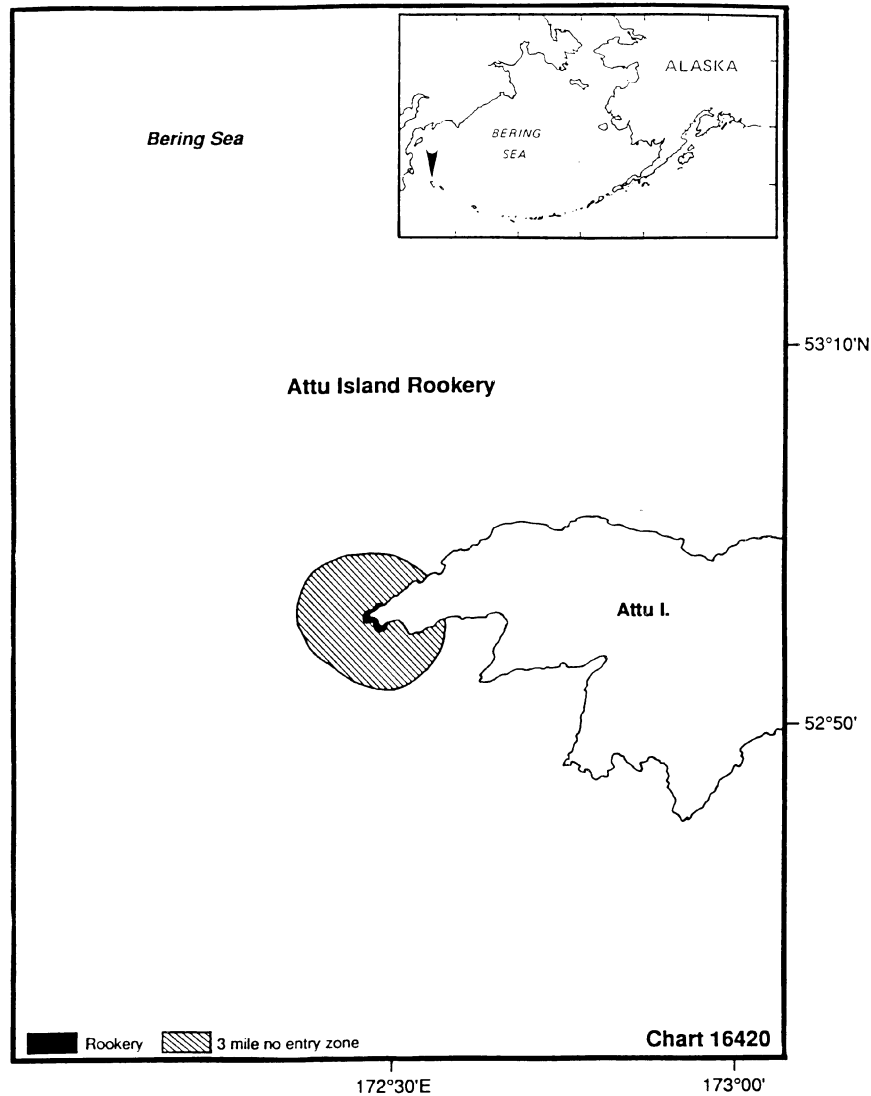 ALASKA
BERING
SEA
Bering Sea
53°10'N
Attu Island Rookery
Attu I.
52°50'
Rookery
3 mile no entry zone
Chart 16420
172°30'E
173°00'